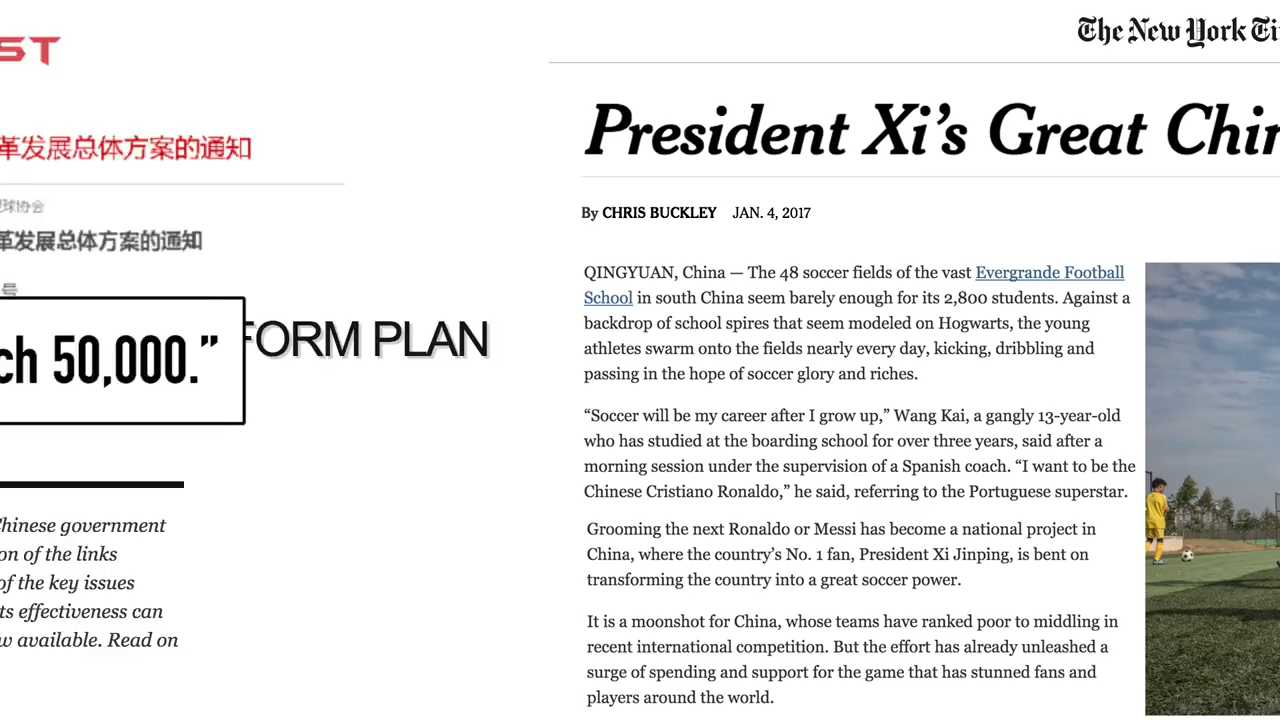 ST
革发展总体方案的通知
球协会
革发展总体方案的通知
号
ch 50,000.”
FORM PLAN
Chinese government
on of the links
of the key issues
ts effectiveness can
w available. Read on
The New York Ti
President Xi’s Great Chin
By CHRIS BUCKLEY JAN. 4, 2017
QINGYUAN, China — The 48 soccer fields of the vast Evergrande Football
School in south China seem barely enough for its 2,800 students. Against a
backdrop of school spires that seem modeled on Hogwarts, the young
athletes swarm onto the fields nearly every day, kicking, dribbling and
passing in the hope of soccer glory and riches.
“Soccer will be my career after I grow up,” Wang Kai, a gangly 13-year-old
who has studied at the boarding school for over three years, said after a
morning session under the supervision of a Spanish coach. “I want to be the
Chinese Cristiano Ronaldo,” he said, referring to the Portuguese superstar.
Grooming the next Ronaldo or Messi has become a national project in
China, where the country’s No. 1 fan, President Xi Jinping, is bent on
transforming the country into a great soccer power.
It is a moonshot for China, whose teams have ranked poor to middling in
recent international competition. But the effort has already unleashed a
surge of spending and support for the game that has stunned fans and
players around the world.